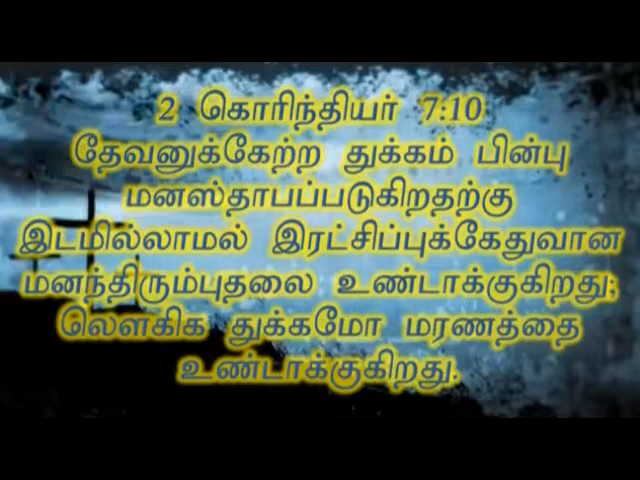 2 கொரிந்தியர் 7:10
தேவனுக்கேற்ற துக்கம் பின்பு
மனஸ்தாபப்படுகிறதற்கு
இடமில்லாமல் இரட்சிப்புக்கேதுவான
மனந்திரும்புதலை உண்டாக்குகிறது;
லௌகிக துக்கமோ மரணத்தை
உண்டாக்குகிறது.